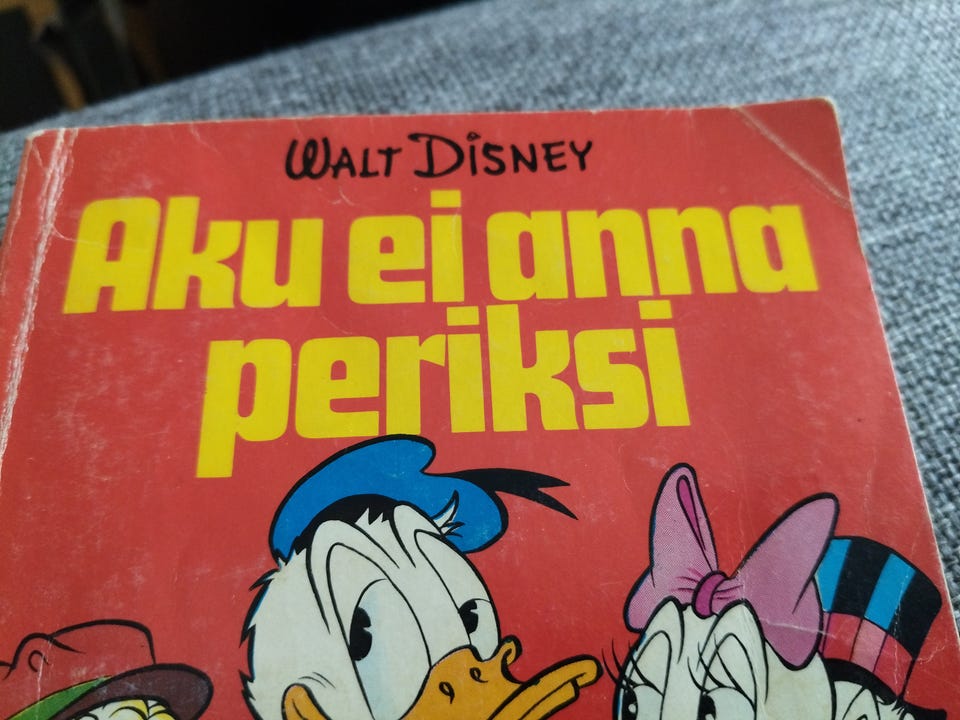 Walt Disney
Aku ei anna
periksi